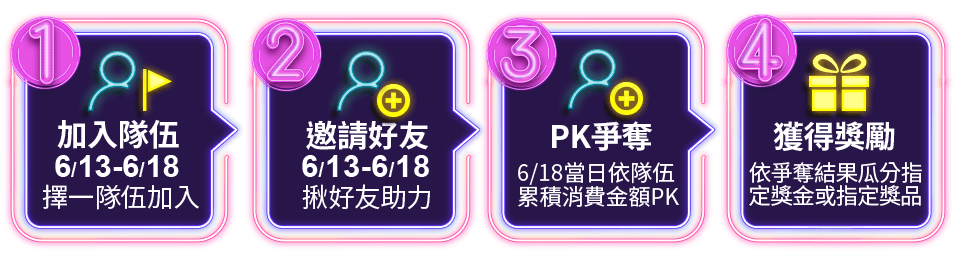 1
加入隊伍
6/13-6/18
擇一隊伍加入
2
邀請好友
6/13-6/18
揪好友助力
3
PK爭奪
6/18當日依隊伍
累積消費金額PK
4
獲得獎勵
依爭奪結果瓜分指
定獎金或指定獎品